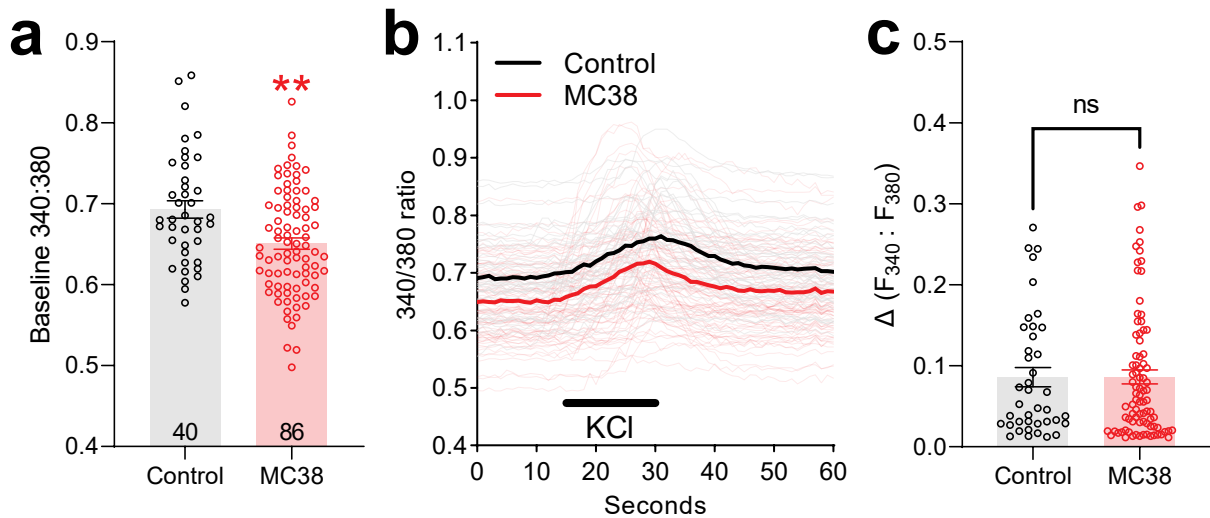 a
0.9
0.8
0.7
0.6
0.5
0.4
Baseline 340:380
**
40
86
Control
MC38
b
1.1
1.0
0.9
0.8
0.7
0.6
0.5
0.4
340/380 ratio
Control
MC38
KCl
0 10 20 30 40 50 60
Seconds
c
0.5
0.4
0.3
0.2
0.1
0.0
Δ (F340 : F380)
ns
Control
MC38